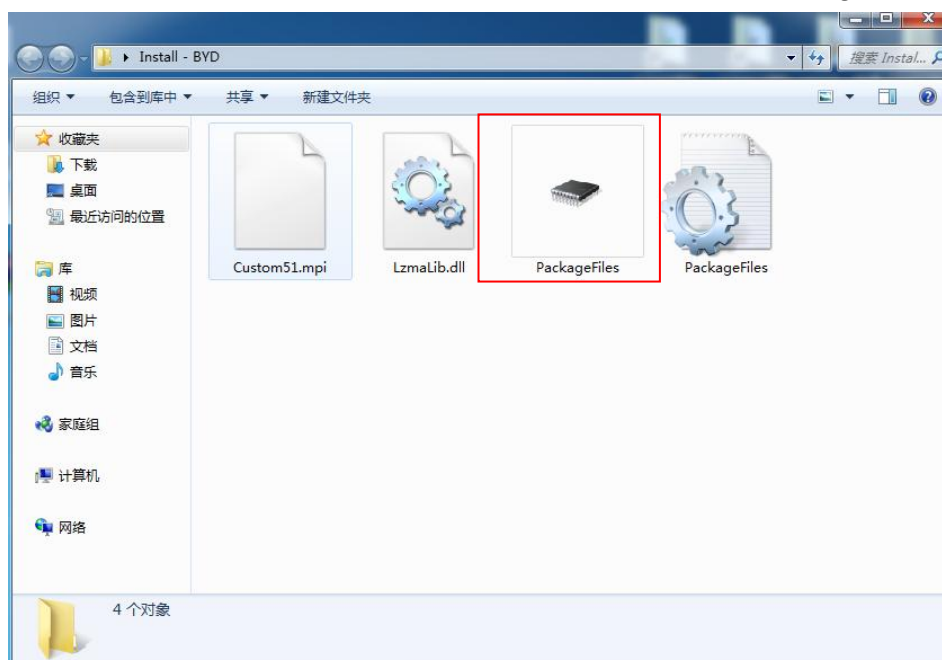 Install - BYD
搜索 Instal...
组织
包含到库中
共享
新建文件夹
收藏夹
下载
桌面
最近访问的位置
库
视频
图片
文档
音乐
家庭组
计算机
网络
Custom51.mpi
LzmaLib.dll
PackageFiles
PackageFiles
4 个对象